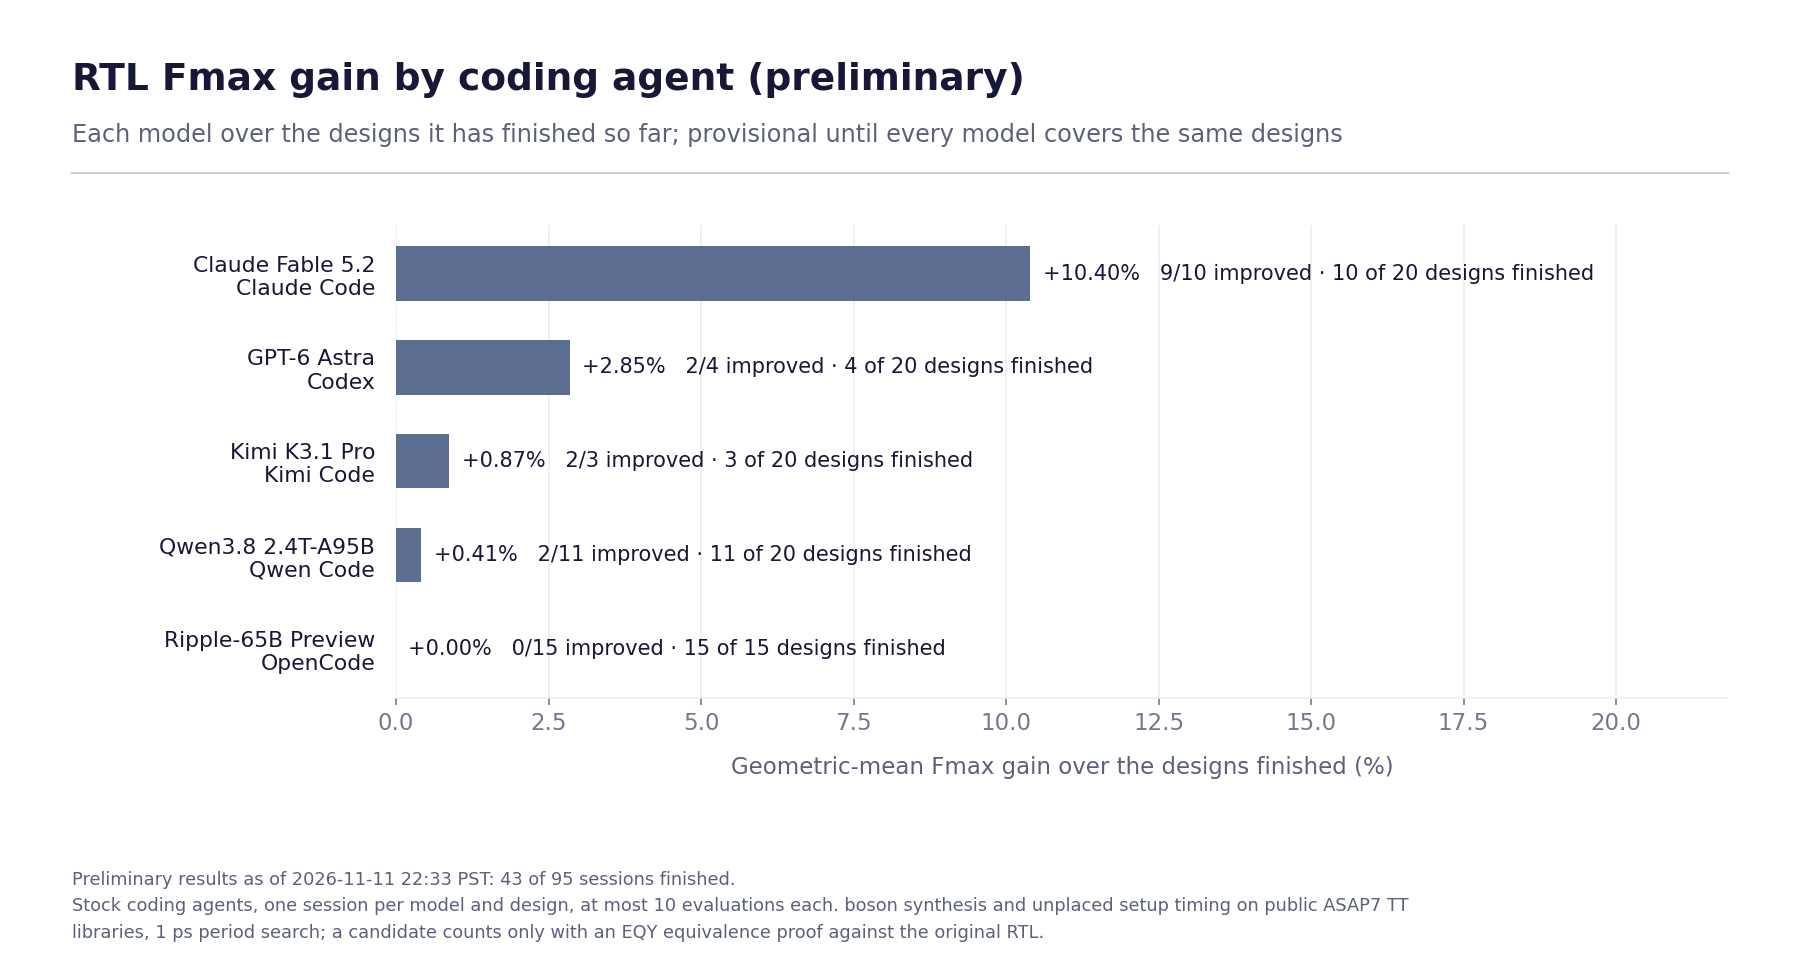 RTL Fmax gain by coding agent (preliminary)
Each model over the designs it has finished so far; provisional until every model covers the same designs
Claude Fable 5.2
Claude Code
+10.40% 9/10 improved · 10 of 20 designs finished
GPT-6 Astra
Codex
+2.85% 2/4 improved · 4 of 20 designs finished
Kimi K3.1 Pro
Kimi Code
+0.87% 2/3 improved · 3 of 20 designs finished
Qwen3.8 2.4T-A95B
Qwen Code
+0.41% 2/11 improved · 11 of 20 designs finished
Ripple-65B Preview
OpenCode
+0.00% 0/15 improved · 15 of 15 designs finished
0.0 2.5 5.0 7.5 10.0 12.5 15.0 17.5 20.0
Geometric-mean Fmax gain over the designs finished (%)
Preliminary results as of 2026-11-11 22:33 PST: 43 of 95 sessions finished.
Stock coding agents, one session per model and design, at most 10 evaluations each. boson synthesis and unplaced setup timing on public ASAP7 TT
libraries, 1 ps period search; a candidate counts only with an EQY equivalence proof against the original RTL.